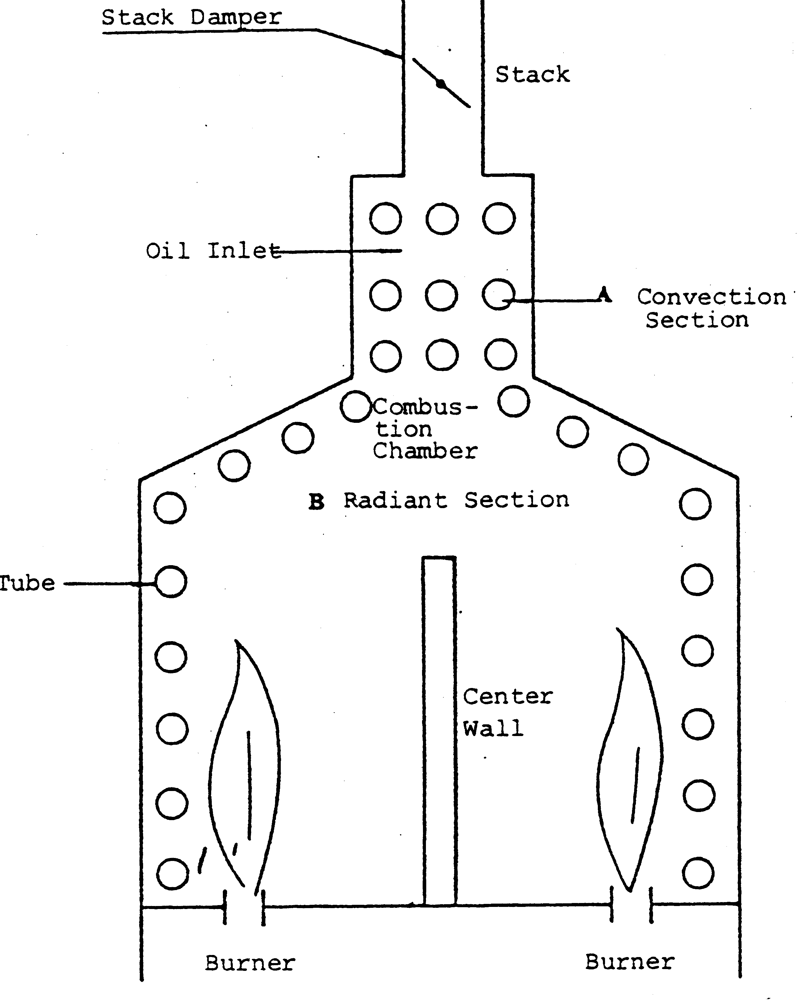 Stack Damper
Stack
Oil Inlet
A Convection
Section
Combus-
tion
Chamber
B Radiant Section
Tube
Center
Wall
Burner
Burner